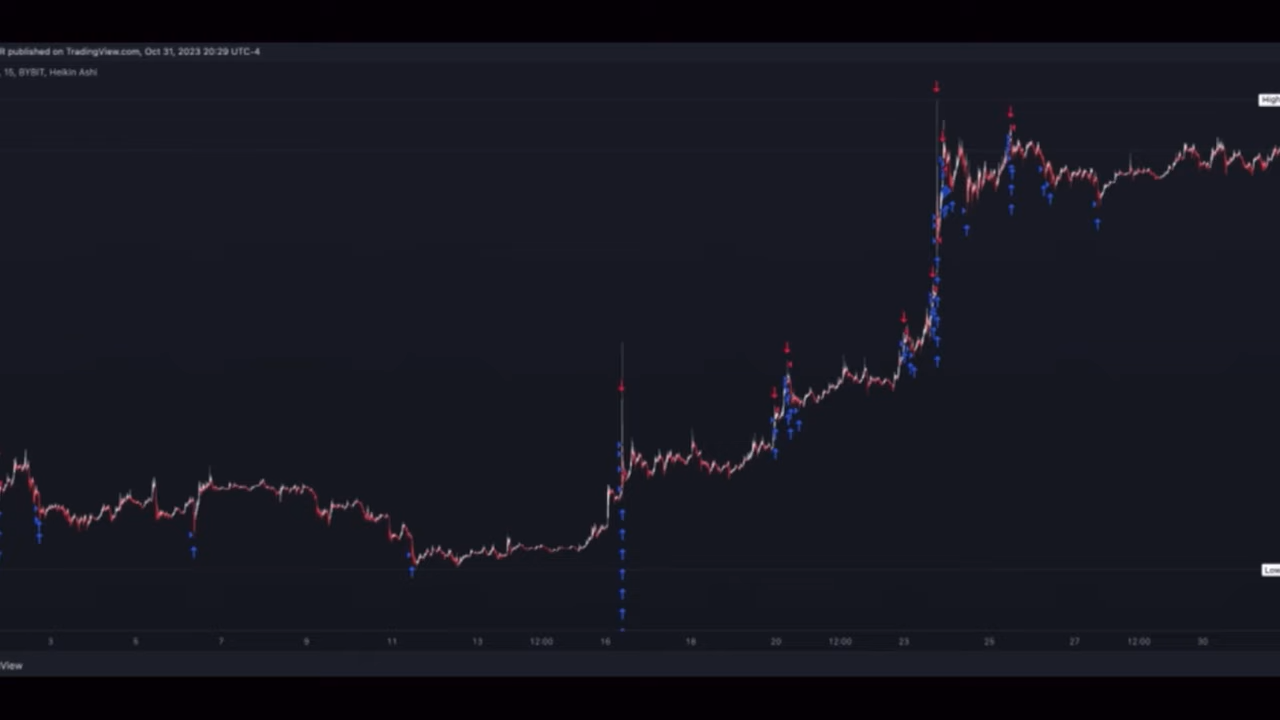 R published on TradingView.com, Oct 31, 2023 20:29 UTC-4
, 15, BYBIT, Heikin Ashi
High
Low
3 5 7 9 11 13 12:00 16 18 20 12:00 23 25 27 12:00 30
View